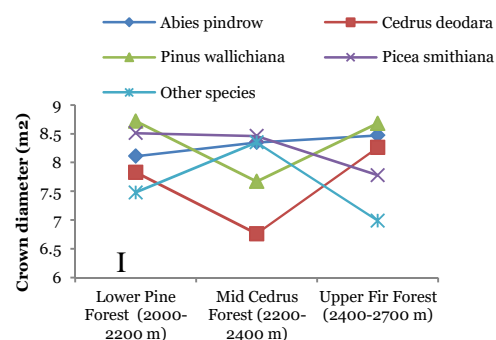 Abies pindrow
Cedrus deodara
Pinus wallichiana
Picea smithiana
Other species
Crown diameter (m2)
9
8.5
8
7.5
7
6.5
6
I
Lower Pine Forest (2000-2200 m)
Mid Cedrus Forest (2200-2400 m)
Upper Fir Forest (2400-2700 m)